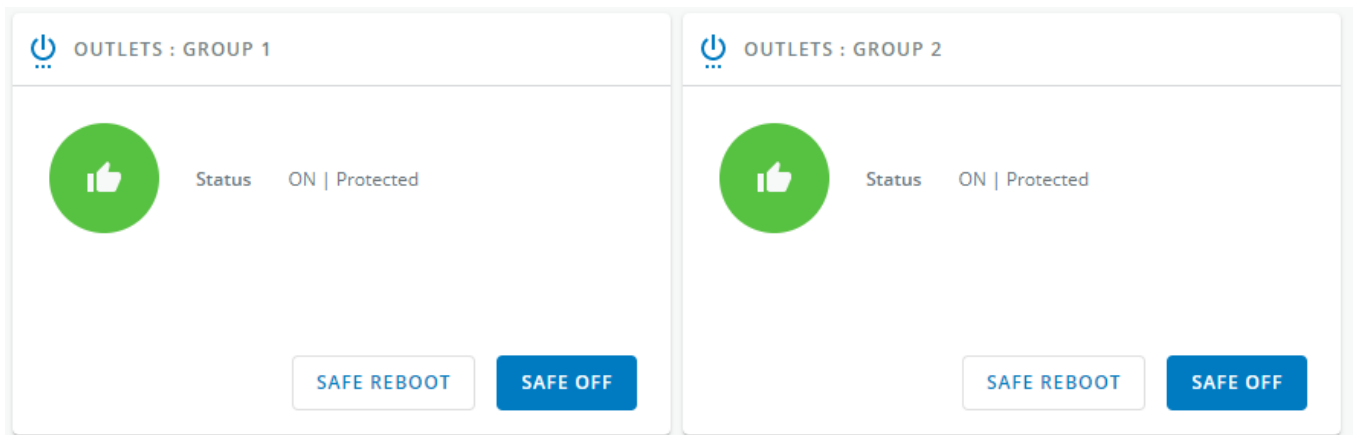 OUTLETS : GROUP 1
Status ON | Protected
SAFE REBOOT SAFE OFF
OUTLETS : GROUP 2
Status ON | Protected
SAFE REBOOT SAFE OFF